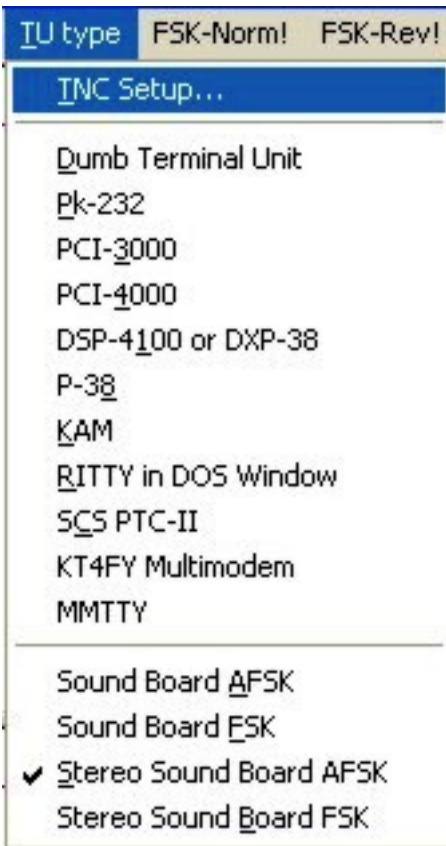 TU type FSK-Norm! FSK-Rev!
TNC Setup...
Dumb Terminal Unit
Pk-232
PCI-3000
PCI-4000
DSP-4100 or DXP-38
P-38
KAM
RITTY in DOS Window
SCS PTC-II
KT4FY Multimodem
MMTTY
Sound Board AFSK
Sound Board FSK
Stereo Sound Board AFSK
Stereo Sound Board FSK